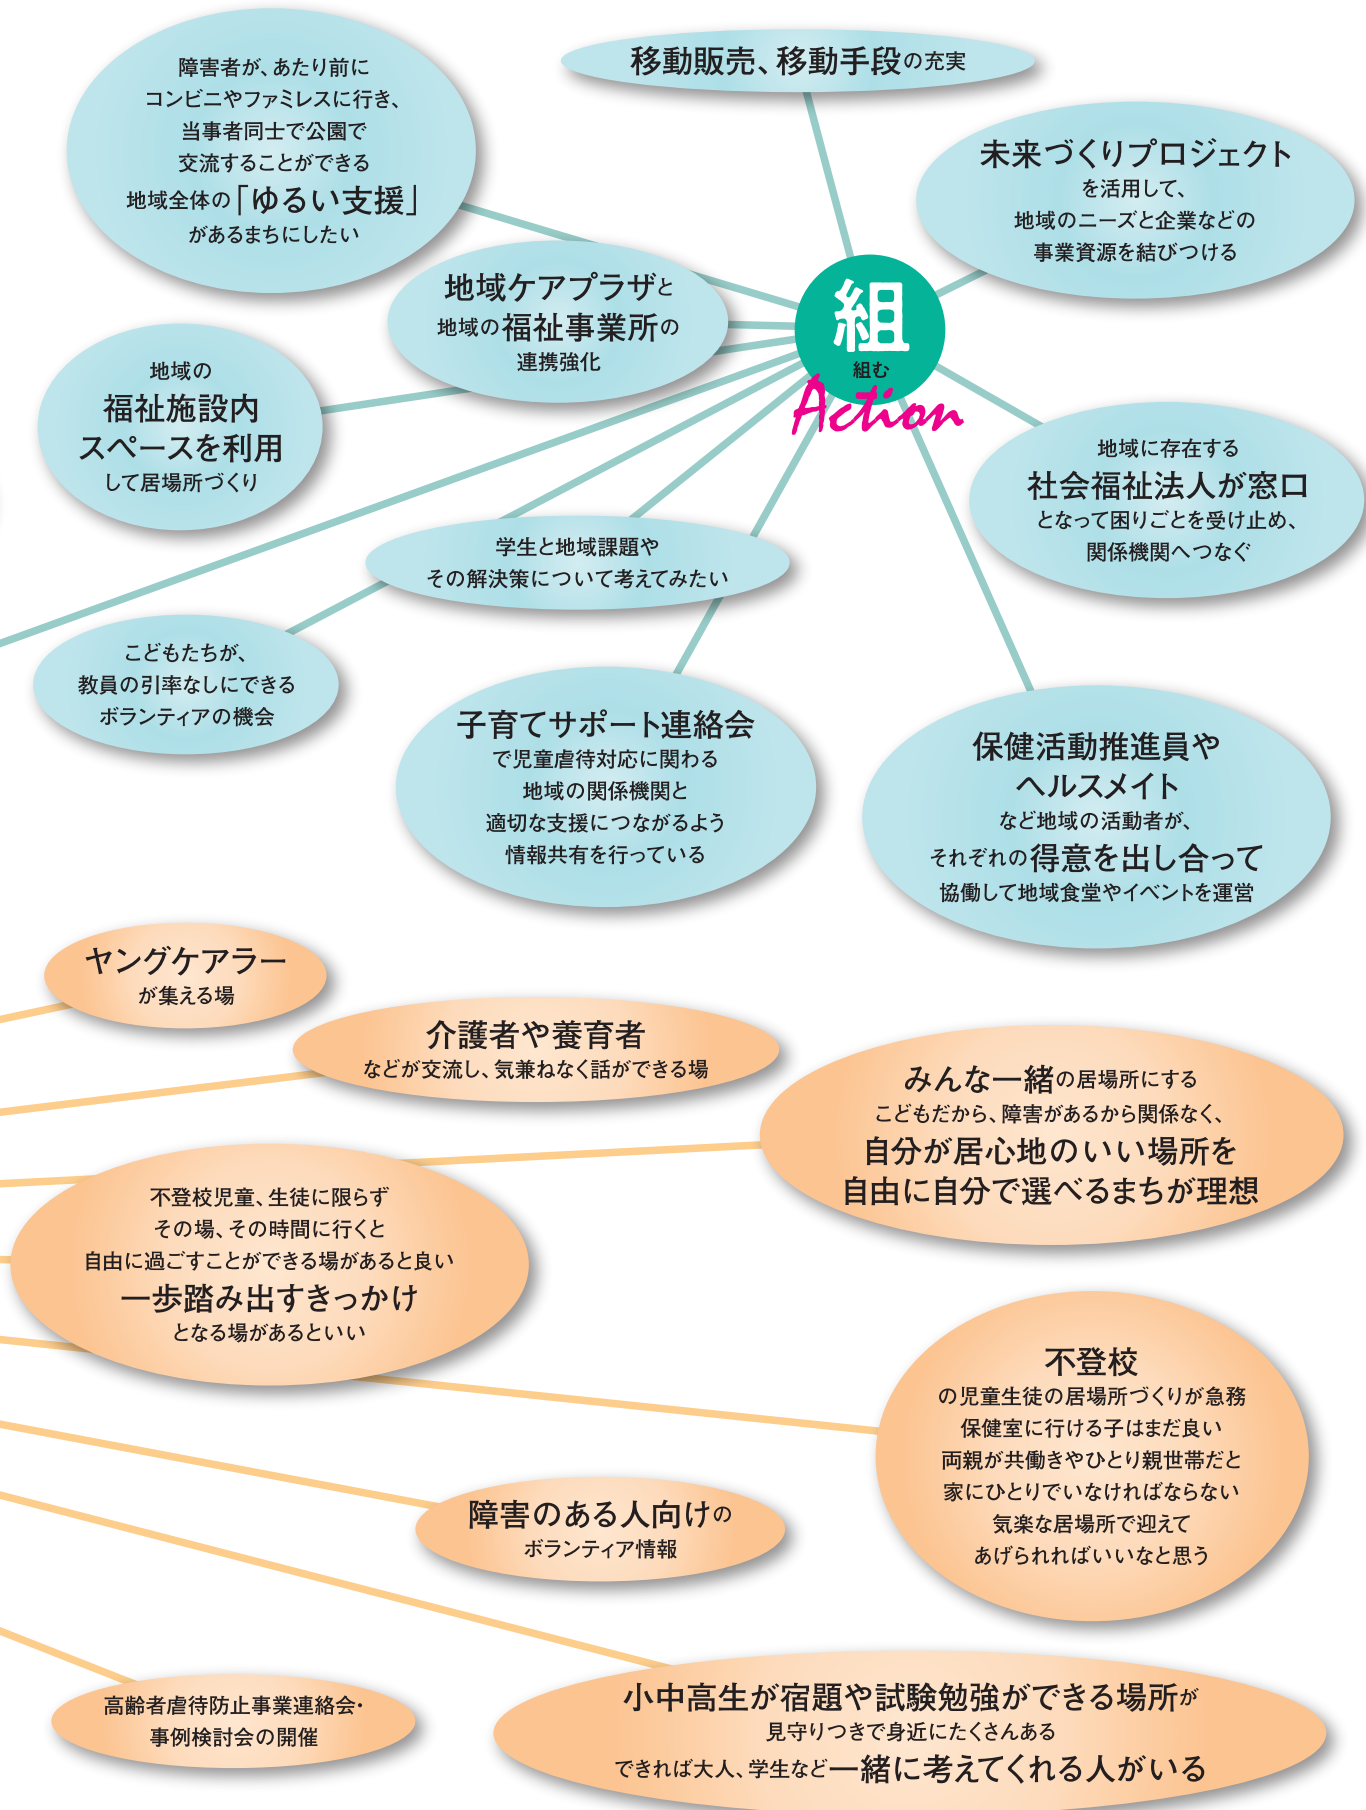 障害者が、あたり前に
コンビニやファミレスに行き、
当事者同士で公園で
交流することができる
地域全体の「ゆるい支援」
があるまちにしたい
移動販売、移動手段の充実
未来づくりプロジェクト
を活用して、
地域のニーズと企業などの
事業資源を結びつける
地域ケアプラザと
地域の福祉事業所の
連携強化
組
組む
Action
地域の
福祉施設内
スペースを利用
して居場所づくり
地域に存在する
社会福祉法人が窓口
となって困りごとを受け止め、
関係機関へつなぐ
学生と地域課題や
その解決策について考えてみたい
こどもたちが、
教員の引率なしにできる
ボランティアの機会
子育てサポート連絡会
で児童虐待対応に関わる
地域の関係機関と
適切な支援につながるよう
情報共有を行っている
保健活動推進員や
ヘルスメイト
など地域の活動者が、
それぞれの得意を出し合って
協働して地域食堂やイベントを運営
ヤングケアラー
が集える場
介護者や養育者
などが交流し、気兼ねなく話ができる場
みんな一緒の居場所にする
こどもだから、障害があるから関係なく、
自分が居心地のいい場所を
自由に自分で選べるまちが理想
不登校児童、生徒に限らず
その場、その時間に行くと
自由に過ごすことができる場があると良い
一歩踏み出すきっかけ
となる場があるといい
不登校
の児童生徒の居場所づくりが急務
保健室に行ける子はまだ良い
両親が共働きやひとり親世帯だと
家にひとりでいなければならない
気楽な居場所で迎えて
あげられればいいなと思う
障害のある人向けの
ボランティア情報
高齢者虐待防止事業連絡会・
事例検討会の開催
小中高生が宿題や試験勉強ができる場所が
見守りつきで身近にたくさんある
できれば大人、学生など一緒に考えてくれる人がいる